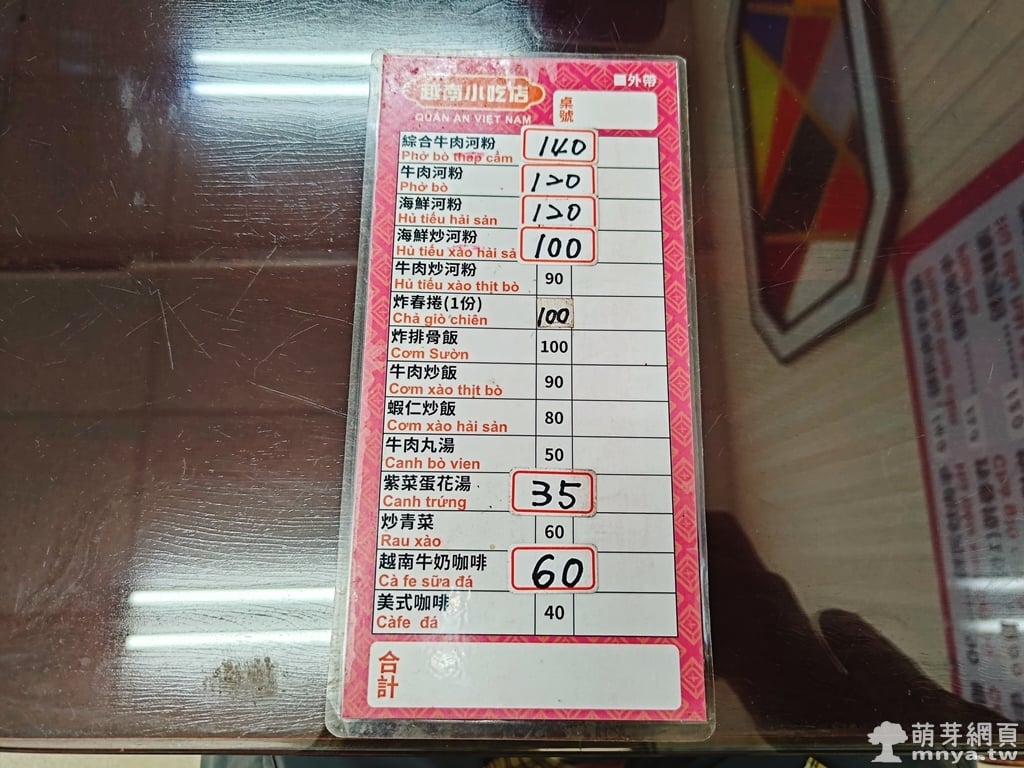 越南小吃店
■外帶
QUÁN ĂN VIỆT NAM
桌號
綜合牛肉河粉 140
Phở bò thập cẩm
牛肉河粉 120
Phở bò
海鮮河粉 120
Hủ tiếu hải sản
海鮮炒河粉 100
Hủ tiếu xào hải sả
牛肉炒河粉 90
Hủ tiếu xào thịt bò
炸春捲(1份) 100
Chả giò chiên
炸排骨飯 100
Cơm Sườn
牛肉炒飯 90
Cơm xào thịt bò
蝦仁炒飯 80
Cơm xào hải sản
牛肉丸湯 50
Canh bò vien
紫菜蛋花湯 35
Canh trứng
炒青菜 60
Rau xào
越南牛奶咖啡 60
Cà fe sữa đá
美式咖啡 40
Càfe đá
合計
萌芽網頁
mnya.tw